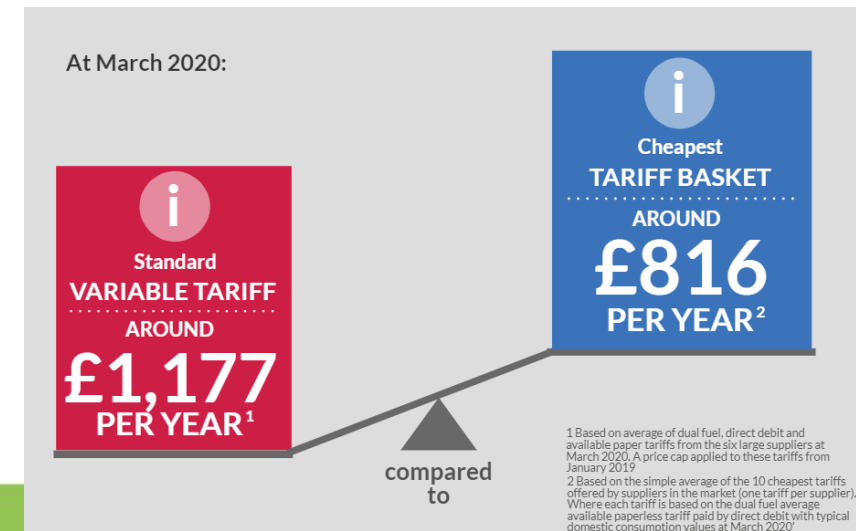 At March 2020:
i
Standard
VARIABLE TARIFF
AROUND
£1,177
PER YEAR¹
compared
to
i
Cheapest
TARIFF BASKET
AROUND
£816
PER YEAR²
1 Based on average of dual fuel, direct debit and
available paper tariffs from the six large suppliers at
March 2020. A price cap applied to these tariffs from
January 2019
2 Based on the simple average of the 10 cheapest tariffs
offered by suppliers in the market (one tariff per supplier).
Where each tariff is based on the dual fuel average
available paperless tariff paid by direct debit with typical
domestic consumption values at March 2020'